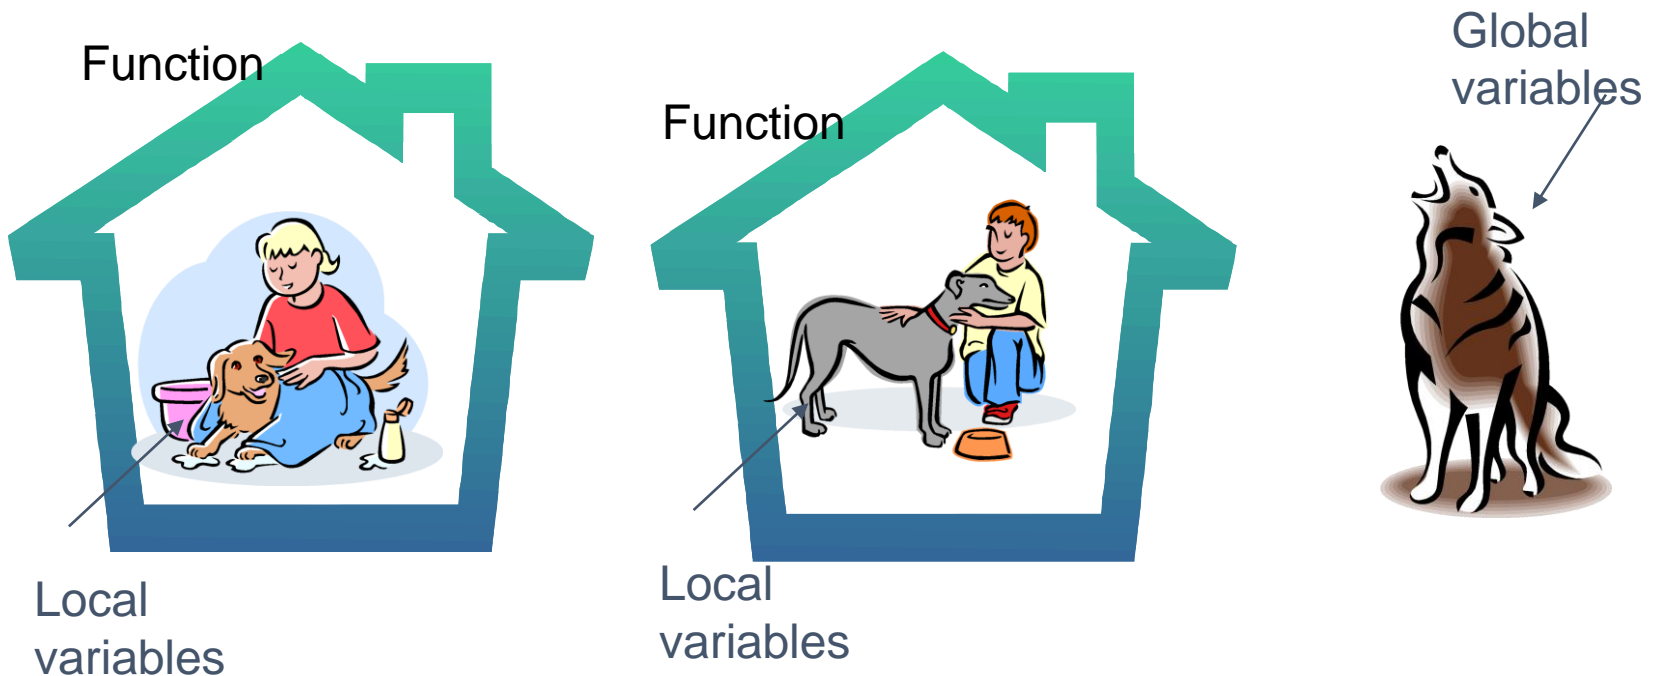 Function
Local
variables
Function
Local
variables
Global
variables